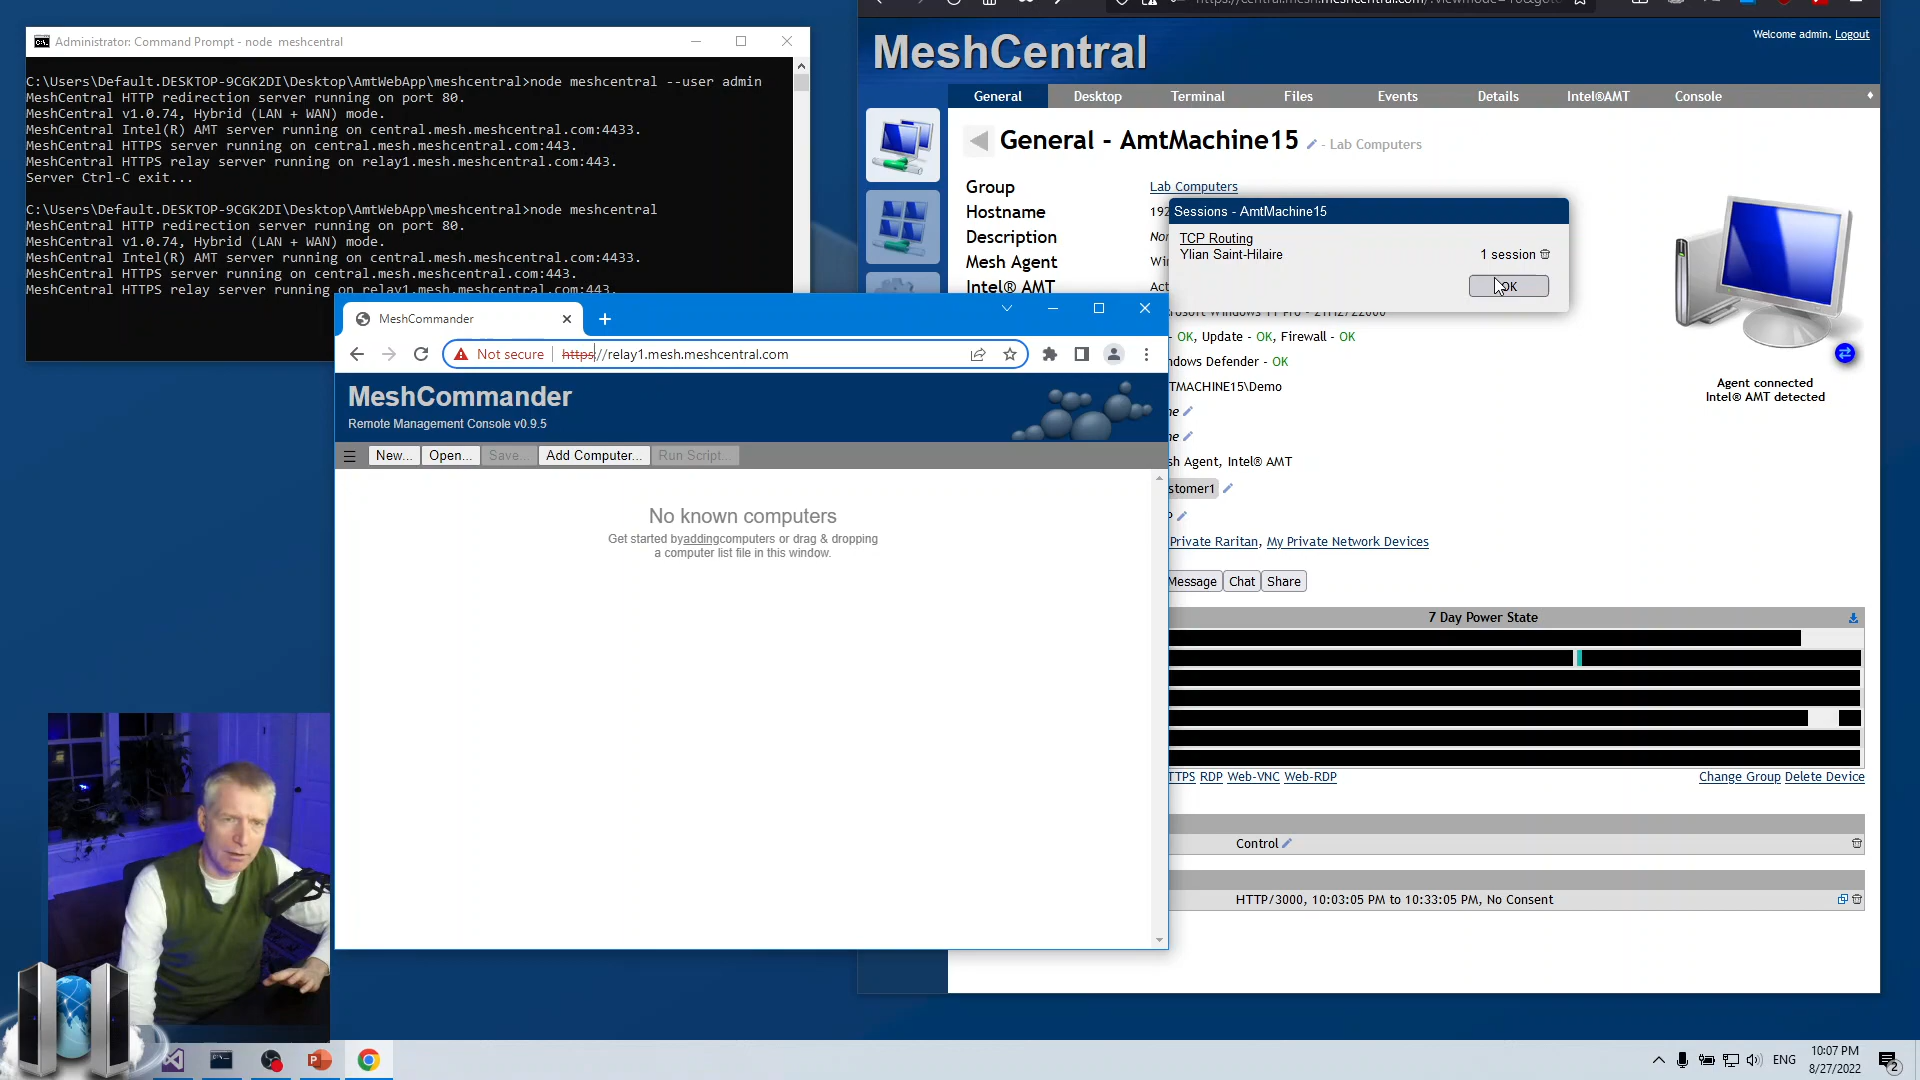 Administrator: Command Prompt - node  meshcentral
C:\Users\Default.DESKTOP-9CGK2DI\Desktop\AmtWebApp\meshcentral>node meshcentral --user admin
MeshCentral HTTP redirection server running on port 80.
MeshCentral v1.0.74, Hybrid (LAN + WAN) mode.
MeshCentral Intel(R) AMT server running on central.mesh.meshcentral.com:4433.
MeshCentral HTTPS server running on central.mesh.meshcentral.com:443.
MeshCentral HTTPS relay server running on relay1.mesh.meshcentral.com:443.
Server Ctrl-C exit...
C:\Users\Default.DESKTOP-9CGK2DI\Desktop\AmtWebApp\meshcentral>node meshcentral
MeshCentral HTTP redirection server running on port 80.
MeshCentral v1.0.74, Hybrid (LAN + WAN) mode.
MeshCentral Intel(R) AMT server running on central.mesh.meshcentral.com:4433.
MeshCentral HTTPS server running on central.mesh.meshcentral.com:443.
MeshCentral HTTPS relay server running on relay1.mesh.meshcentral.com:443.
MeshCentral
Welcome admin. Logout
General Desktop Terminal Files Events Details Intel®AMT Console
General - AmtMachine15 - Lab Computers
Group Lab Computers
Hostname 192
Description
Mesh Agent
Intel® AMT
Sessions - AmtMachine15
TCP Routing
Ylian Saint-Hilaire 1 session
OK
- OK, Update - OK, Firewall - OK
ndows Defender - OK
TMACHINE15\Demo
sh Agent, Intel® AMT
stomer1
Private Raritan, My Private Network Devices
Message Chat Share
7 Day Power State
TTPS RDP Web-VNC Web-RDP
Change Group Delete Device
Control
HTTP/3000, 10:03:05 PM to 10:33:05 PM, No Consent
Agent connected
Intel® AMT detected
MeshCommander
Not secure https://relay1.mesh.meshcentral.com
MeshCommander
Remote Management Console v0.9.5
New... Open... Save... Add Computer... Run Script...
No known computers
Get started byaddingcomputers or drag & dropping
a computer list file in this window.
ENG
10:07 PM
8/27/2022
2